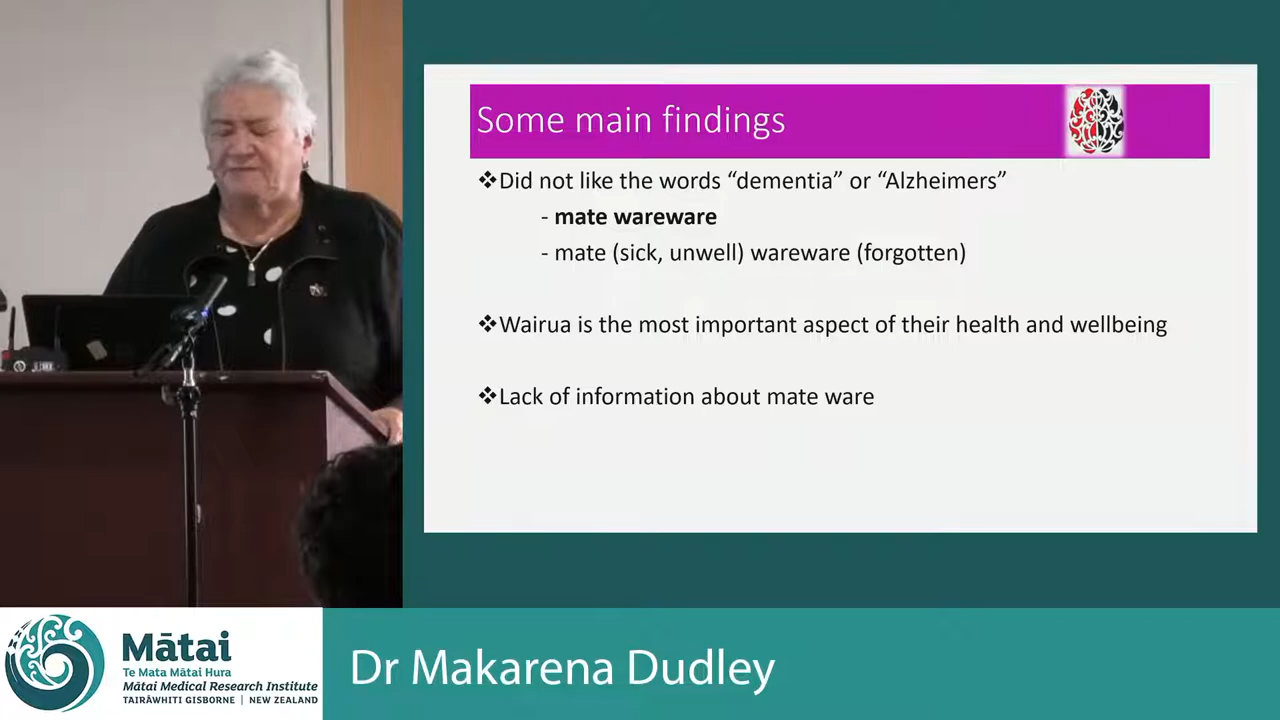 Some main findings
❖Did not like the words “dementia” or “Alzheimers”
- mate wareware
- mate (sick, unwell) wareware (forgotten)
❖Wairua is the most important aspect of their health and wellbeing
❖Lack of information about mate ware
Mātai
Te Mata Mātai Hura
Mātai Medical Research Institute
TAIRĀWHITI GISBORNE | NEW ZEALAND
Dr Makarena Dudley